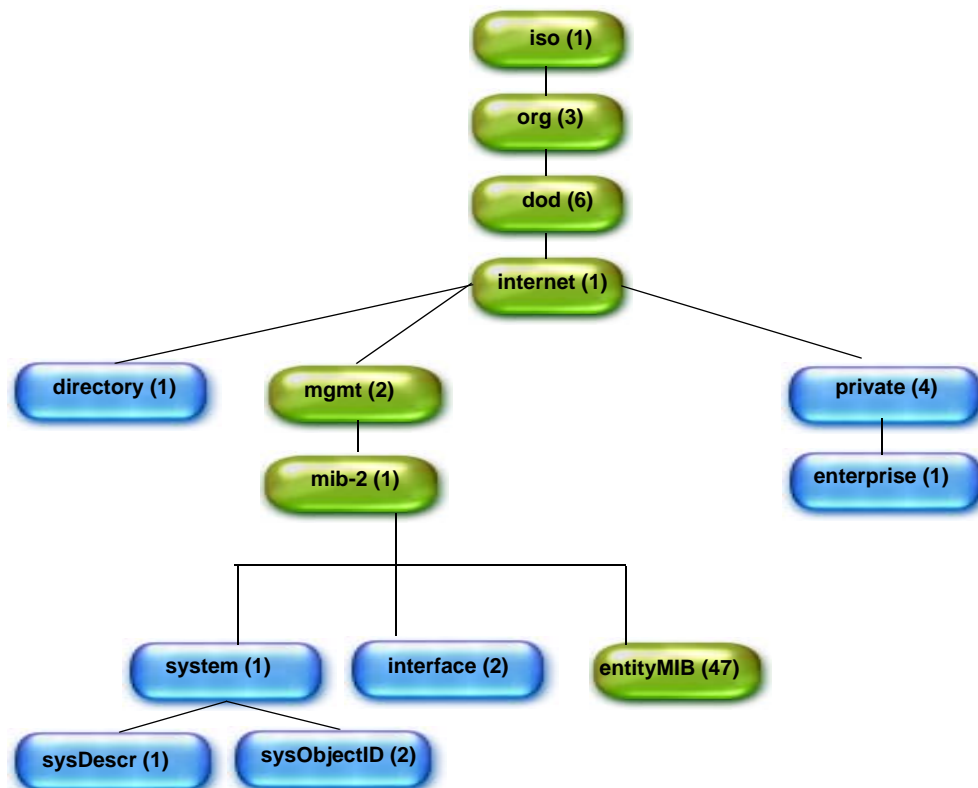 iso (1)
org (3)
dod (6)
internet (1)
directory (1)
mgmt (2)
private (4)
mib-2 (1)
enterprise (1)
system (1)
interface (2)
entityMIB (47)
sysDescr (1)
sysObjectID (2)